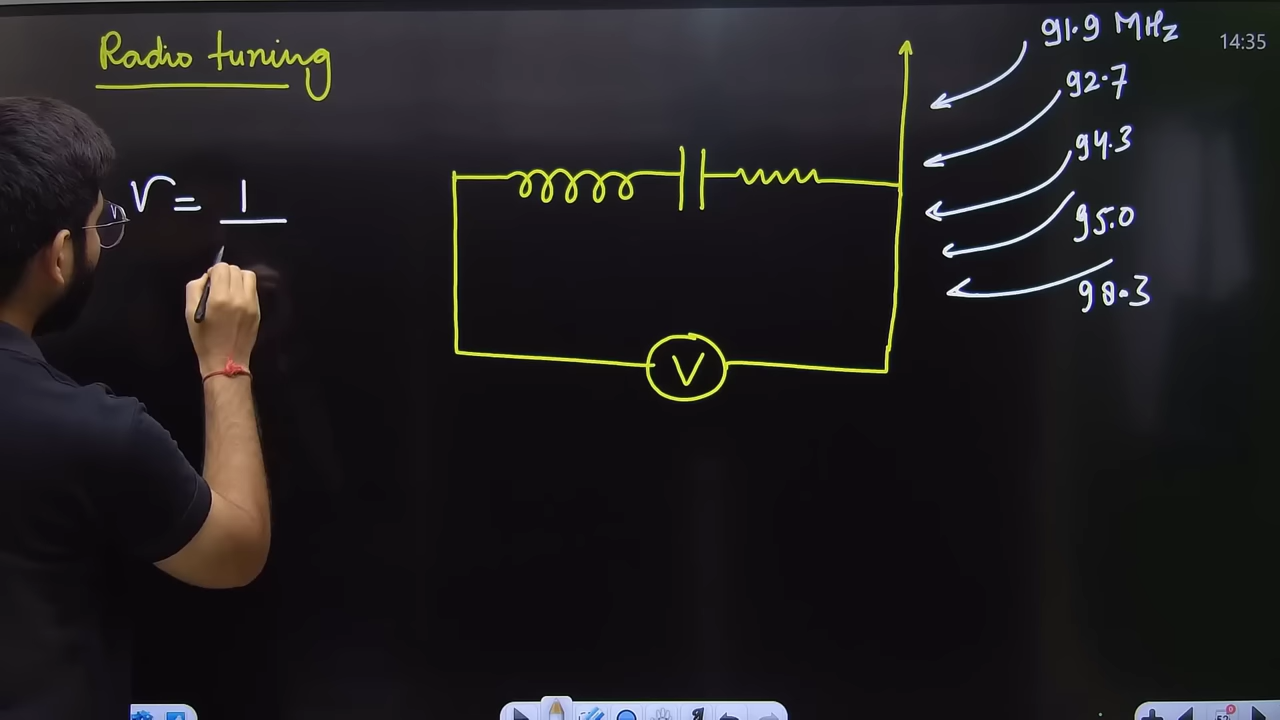 Radio tuning
14:35
91.9 MHz
92.7
94.3
95.0
98.3
ν = 1
V